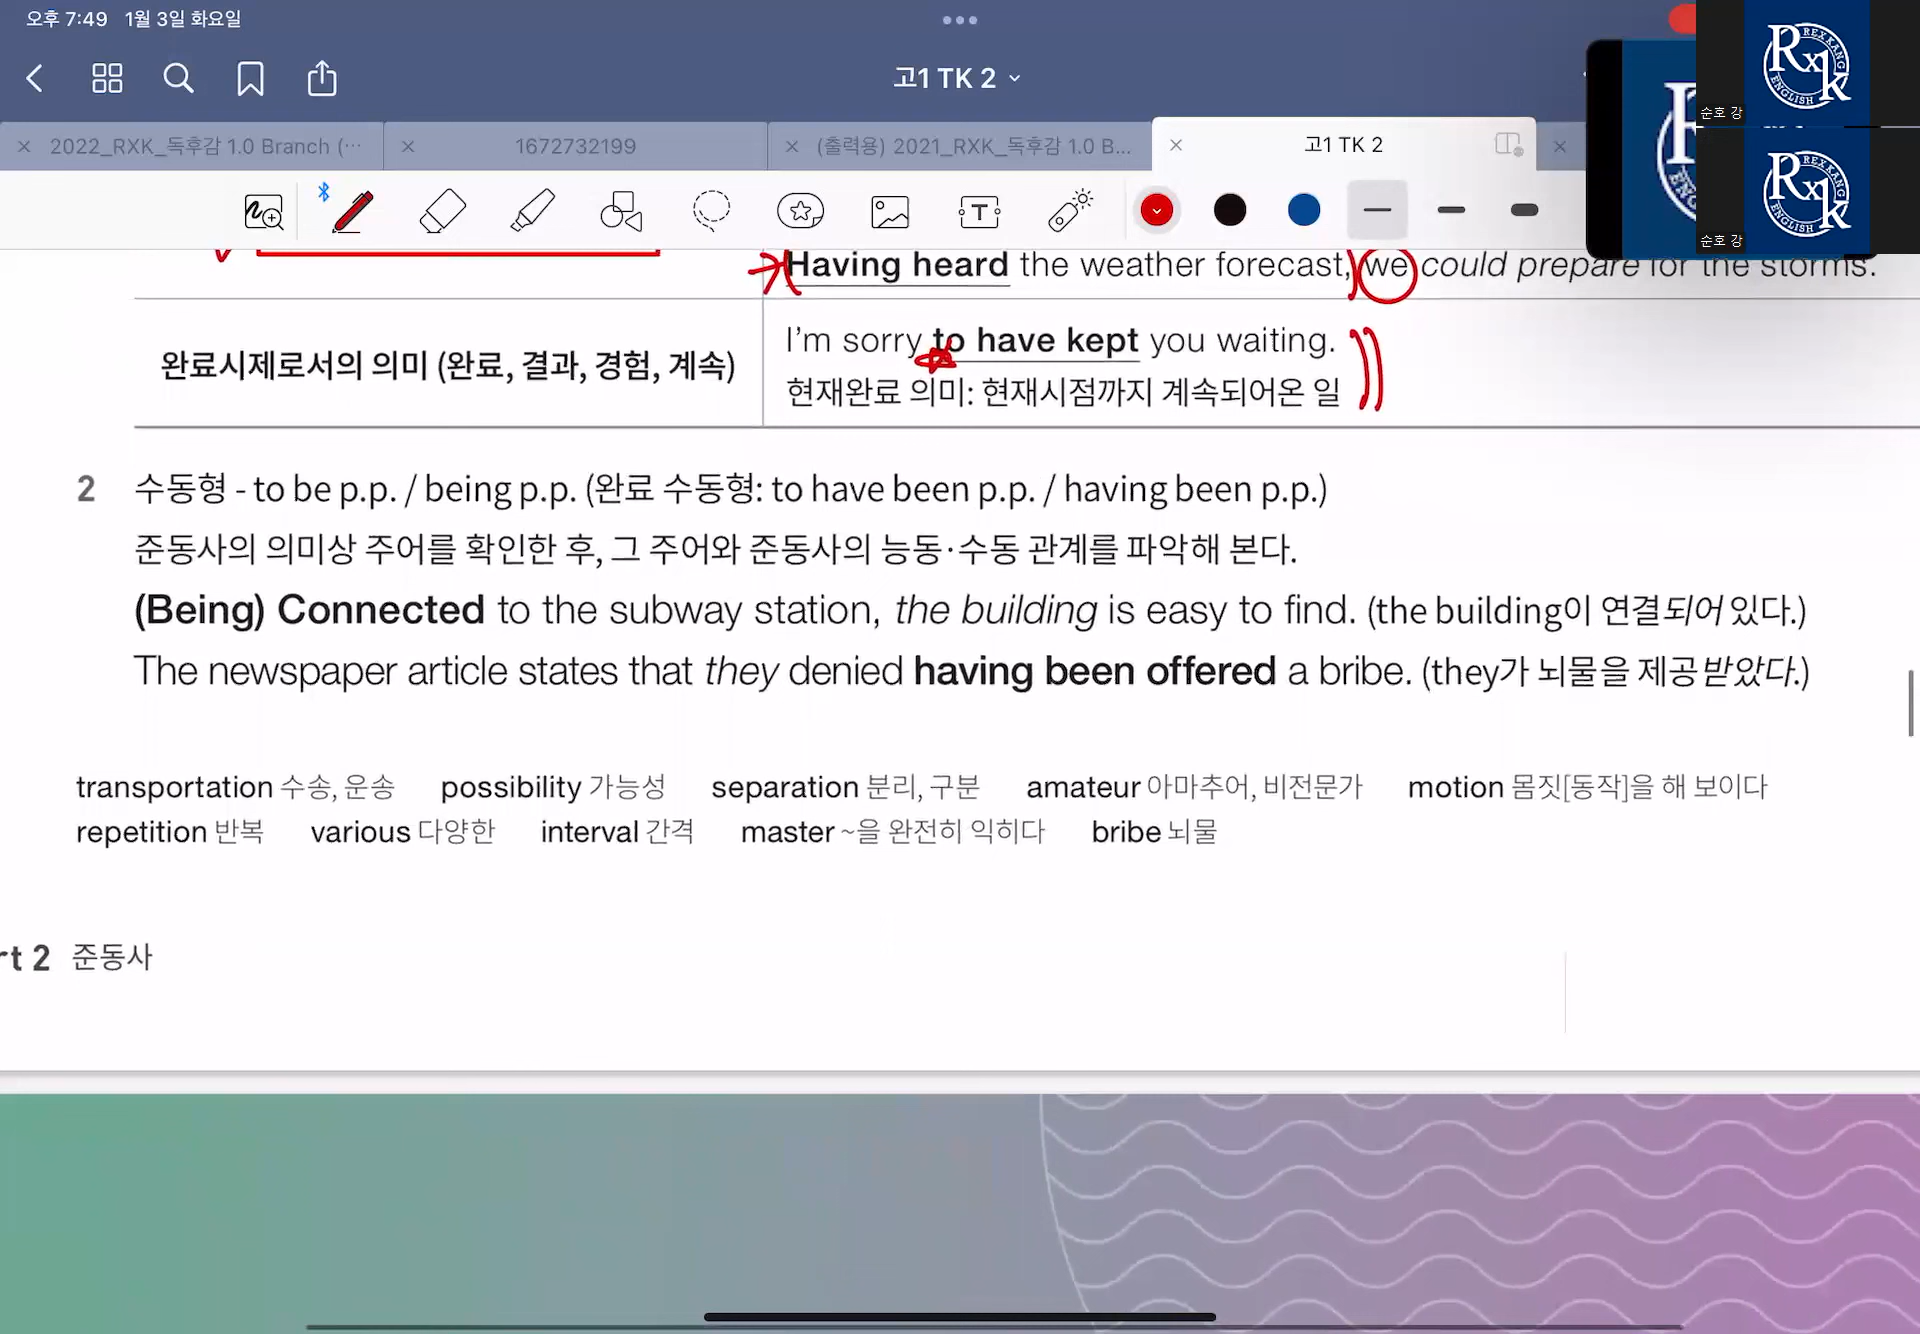 오후 7:49 1월 3일 화요일
고1 TK 2
2022_RXK_독후감 1.0 Branch (…
1672732199
(출력용) 2021_RXK_독후감 1.0 B...
고1 TK 2
REX KANG
RxK
ENGLISH
순호 강
REX KANG
RxK
ENGLISH
순호 강
Having heard the weather forecast, we could prepare for the storms.
완료시제로서의 의미 (완료, 결과, 경험, 계속)
I'm sorry to have kept you waiting.
현재완료 의미: 현재시점까지 계속되어온 일
2 수동형 - to be p.p. / being p.p. (완료 수동형: to have been p.p. / having been p.p.)
준동사의 의미상 주어를 확인한 후, 그 주어와 준동사의 능동·수동 관계를 파악해 본다.
(Being) Connected to the subway station, the building is easy to find. (the building이 연결되어 있다.)
The newspaper article states that they denied having been offered a bribe. (they가 뇌물을 제공받았다.)
transportation 수송, 운송 possibility 가능성 separation 분리, 구분 amateur 아마추어, 비전문가 motion 몸짓[동작]을 해 보이다
repetition 반복 various 다양한 interval 간격 master ~을 완전히 익히다 bribe 뇌물
rt 2 준동사